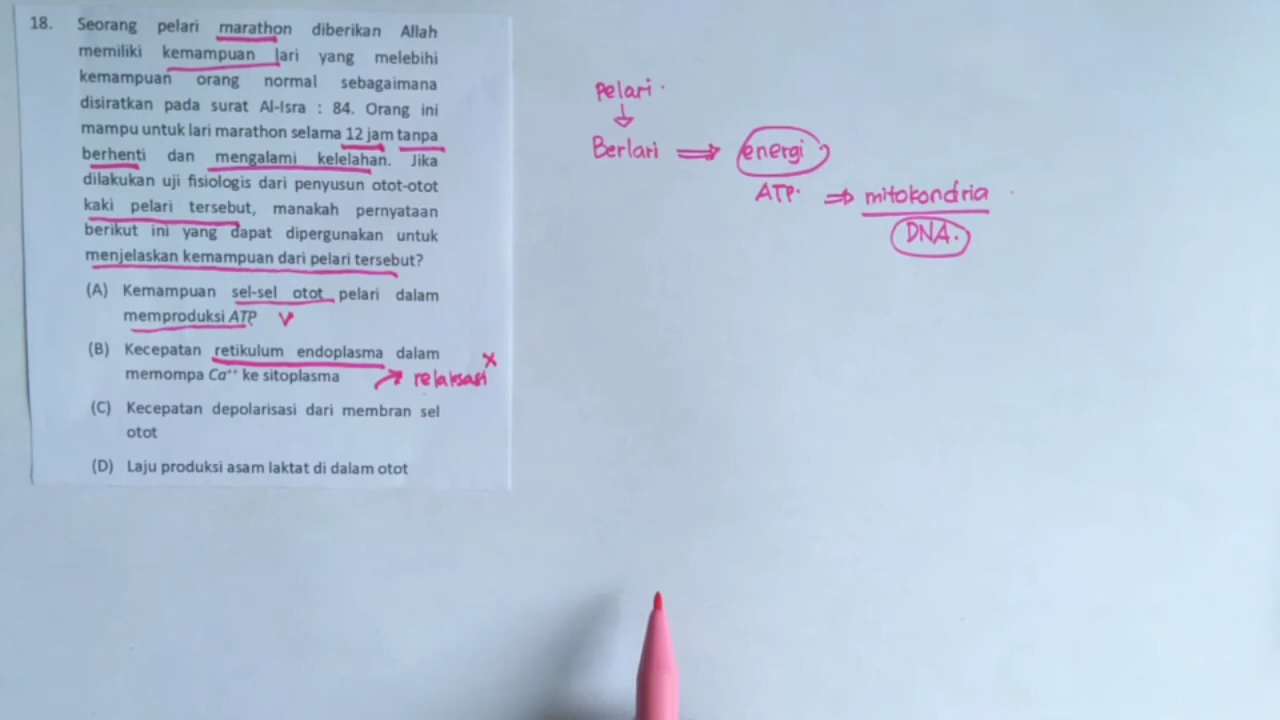 18. Seorang pelari marathon diberikan Allah
memiliki kemampuan lari yang melebihi
kemampuan orang normal sebagaimana
disiratkan pada surat Al-Isra : 84. Orang ini
mampu untuk lari marathon selama 12 jam tanpa
berhenti dan mengalami kelelahan. Jika
dilakukan uji fisiologis dari penyusun otot-otot
kaki pelari tersebut, manakah pernyataan
berikut ini yang dapat dipergunakan untuk
menjelaskan kemampuan dari pelari tersebut?
(A) Kemampuan sel-sel otot pelari dalam
memproduksi ATP v
(B) Kecepatan retikulum endoplasma dalam
memompa Ca++ ke sitoplasma → relaksasi x
(C) Kecepatan depolarisasi dari membran sel
otot
(D) Laju produksi asam laktat di dalam otot
Pelari.
↓
Berlari ⇒ energi
ATP. ⇒ mitokondria
DNA.